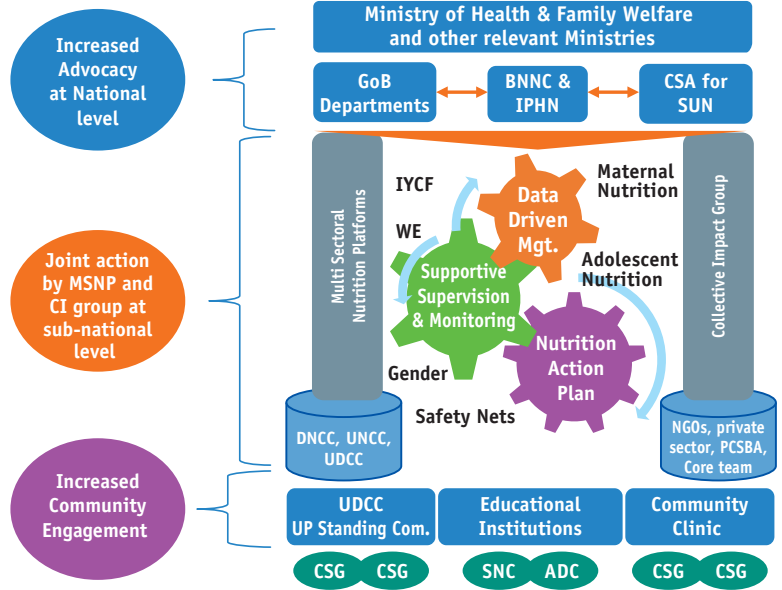 Increased
Advocacy
at National
level
Ministry of Health & Family Welfare
and other relevant Ministries
GoB
Departments
BNNC &
IPHN
CSA for
SUN
Joint action
by MSNP and
CI group at
sub-national
level
Multi Sectoral
Nutrition Platforms
IYCF
WE
Data
Driven
Mgt.
Maternal
Nutrition
Supportive
Supervision
& Monitoring
Adolescent
Nutrition
Nutrition
Action
Plan
Gender
Safety Nets
Collective Impact Group
DNCC, UNCC,
UDCC
NGOs, private
sector, PCSBA,
Core team
Increased
Community
Engagement
UDCC
UP Standing Com.
Educational
Institutions
Community
Clinic
CSG CSG
SNC ADC
CSG CSG